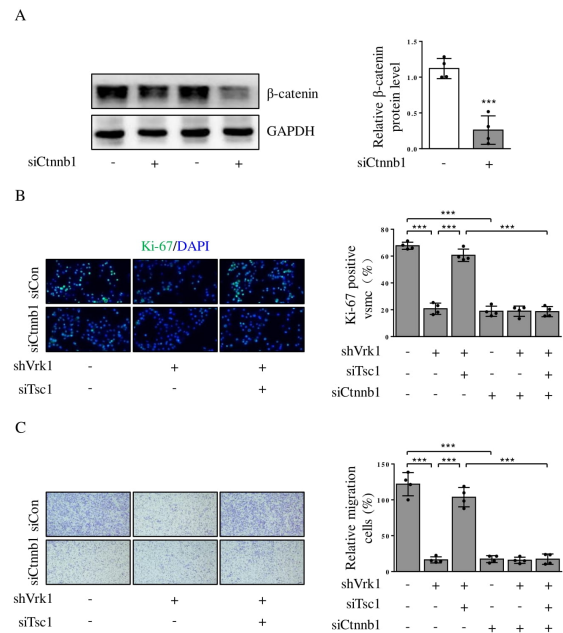 A
β-catenin
GAPDH
siCtnnb1 - + - +
Relative β-catenin
protein level
1.5
1.0
0.5
0.0
***
siCtnnb1 - +
B
Ki-67/DAPI
siCon
siCtnnb1
shVrk1 - + +
siTsc1 - - +
Ki-67 positive
vsmc (%)
80
60
40
20
0
***
*** *** ***
shVrk1 - + + - + +
siTsc1 - - + - - +
siCtnnb1 - - - + + +
C
siCon
siCtnnb1
shVrk1 - + +
siTsc1 - - +
Relative migration
cells (%)
150
100
50
0
***
*** *** ***
shVrk1 - + + - + +
siTsc1 - - + - - +
siCtnnb1 - - - + + +